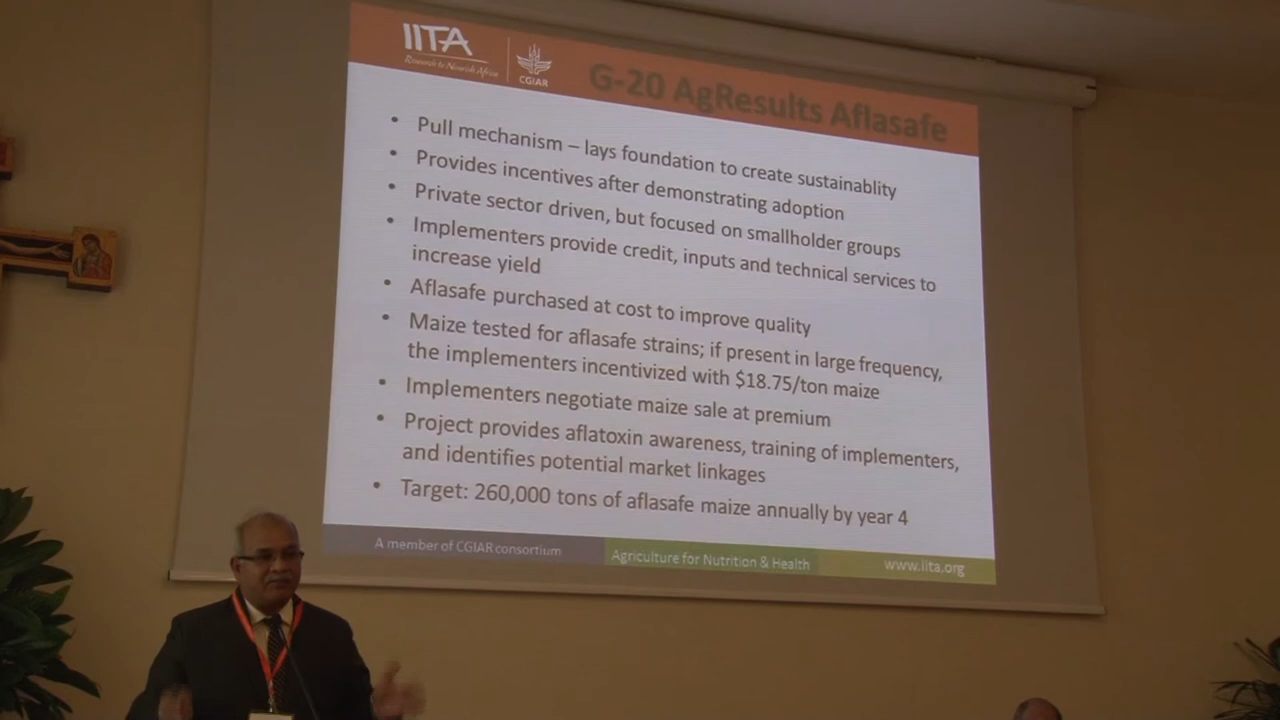 IITA
Research to Nourish Africa
CGIAR
G-20 AgResults Aflasafe
• Pull mechanism – lays foundation to create sustainablity
• Provides incentives after demonstrating adoption
• Private sector driven, but focused on smallholder groups
• Implementers provide credit, inputs and technical services to
increase yield
• Aflasafe purchased at cost to improve quality
• Maize tested for aflasafe strains; if present in large frequency,
the implementers incentivized with $18.75/ton maize
• Implementers negotiate maize sale at premium
• Project provides aflatoxin awareness, training of implementers,
and identifies potential market linkages
• Target: 260,000 tons of aflasafe maize annually by year 4
A member of CGIAR consortium
Agriculture for Nutrition & Health
www.iita.org